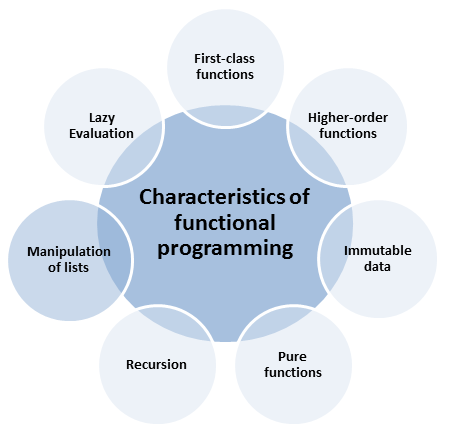 First-class
functions
Higher-order
functions
Immutable
data
Pure
functions
Recursion
Manipulation
of lists
Lazy
Evaluation
Characteristics of
functional
programming